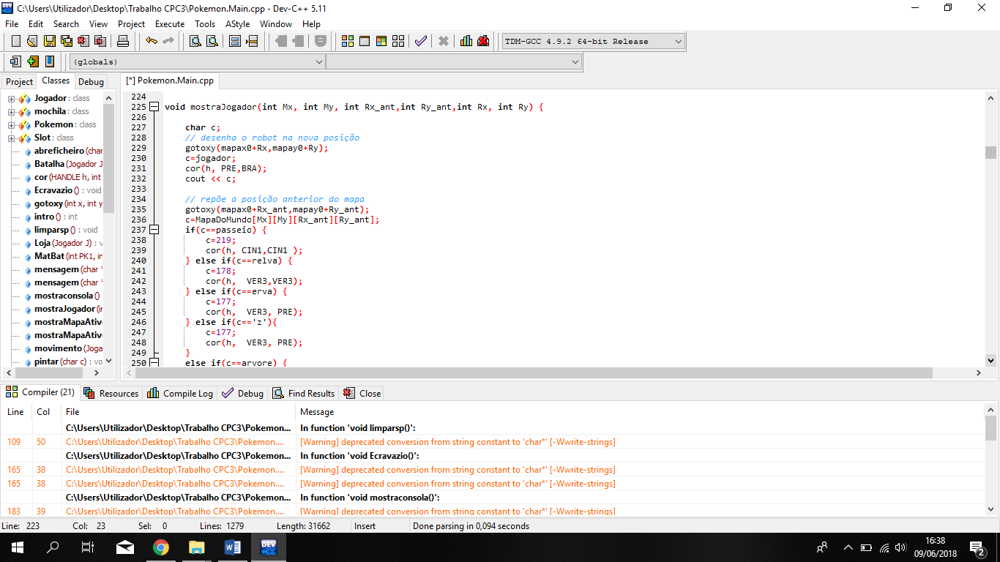 C:\Users\Utilizador\Desktop\Trabalho CPC3\Pokemon.Main.cpp - Dev-C++ 5.11
File Edit Search View Project Execute Tools AStyle Window Help
TDM-GCC 4.9.2 64-bit Release
(globals)
Project Classes Debug
[*] Pokemon.Main.cpp
Jogador : class
mochila : class
Pokemon : class
Slot : class
abreficheiro (char
Batalha (Jogador J
cor (HANDLE h, int
Ecravazio () : void
gotoxy (int x, int y
intro () : int
limparsp () : void
Loja (Jogador J) : v
MatBat (int PK1, in
mensagem (char *
mensagem (char *
mostraconsola ()
mostraJogador (in
mostraMapaAtiv
mostraMapaAtiv
movimento (Joga
pintar (char c) : vo
224
225 void mostraJogador(int Mx, int My, int Rx_ant,int Ry_ant,int Rx, int Ry) {
226
227 char c;
228 // desenha o robot na nova posição
229 gotoxy(mapax0+Rx,mapay0+Ry);
230 c=jogador;
231 cor(h, PRE,BRA);
232 cout << c;
233
234 // repõe a posição anterior do mapa
235 gotoxy(mapax0+Rx_ant,mapay0+Ry_ant);
236 c=MapaDoMundo[Mx][My][Rx_ant][Ry_ant];
237 if(c==passeio) {
238 c=219;
239 cor(h, CIN1,CIN1 );
240 } else if(c==relva) {
241 c=178;
242 cor(h,  VER3,VER3);
243 } else if(c==erva) {
244 c=177;
245 cor(h,  VER3, PRE);
246 } else if(c=='z'){
247 c=177;
248 cor(h,  VER3, PRE);
249 }
250 else if(c==arvore) {
Compiler (21) Resources Compile Log Debug Find Results Close
Line Col File Message
C:\Users\Utilizador\Desktop\Trabalho CPC3\Pokemon... In function 'void limparsp()':
109 50 C:\Users\Utilizador\Desktop\Trabalho CPC3\Pokemon.... [Warning] deprecated conversion from string constant to 'char*' [-Wwrite-strings]
C:\Users\Utilizador\Desktop\Trabalho CPC3\Pokemon... In function 'void Ecravazio()':
165 38 C:\Users\Utilizador\Desktop\Trabalho CPC3\Pokemon.... [Warning] deprecated conversion from string constant to 'char*' [-Wwrite-strings]
165 38 C:\Users\Utilizador\Desktop\Trabalho CPC3\Pokemon.... [Warning] deprecated conversion from string constant to 'char*' [-Wwrite-strings]
C:\Users\Utilizador\Desktop\Trabalho CPC3\Pokemon... In function 'void mostraconsola()':
183 39 C:\Users\Utilizador\Desktop\Trabalho CPC3\Pokemon.... [Warning] deprecated conversion from string constant to 'char*' [-Wwrite-strings]
Line: 223 Col: 23 Sel: 0 Lines: 1279 Length: 31662 Insert Done parsing in 0,094 seconds
DEV
16:38
09/06/2018
2